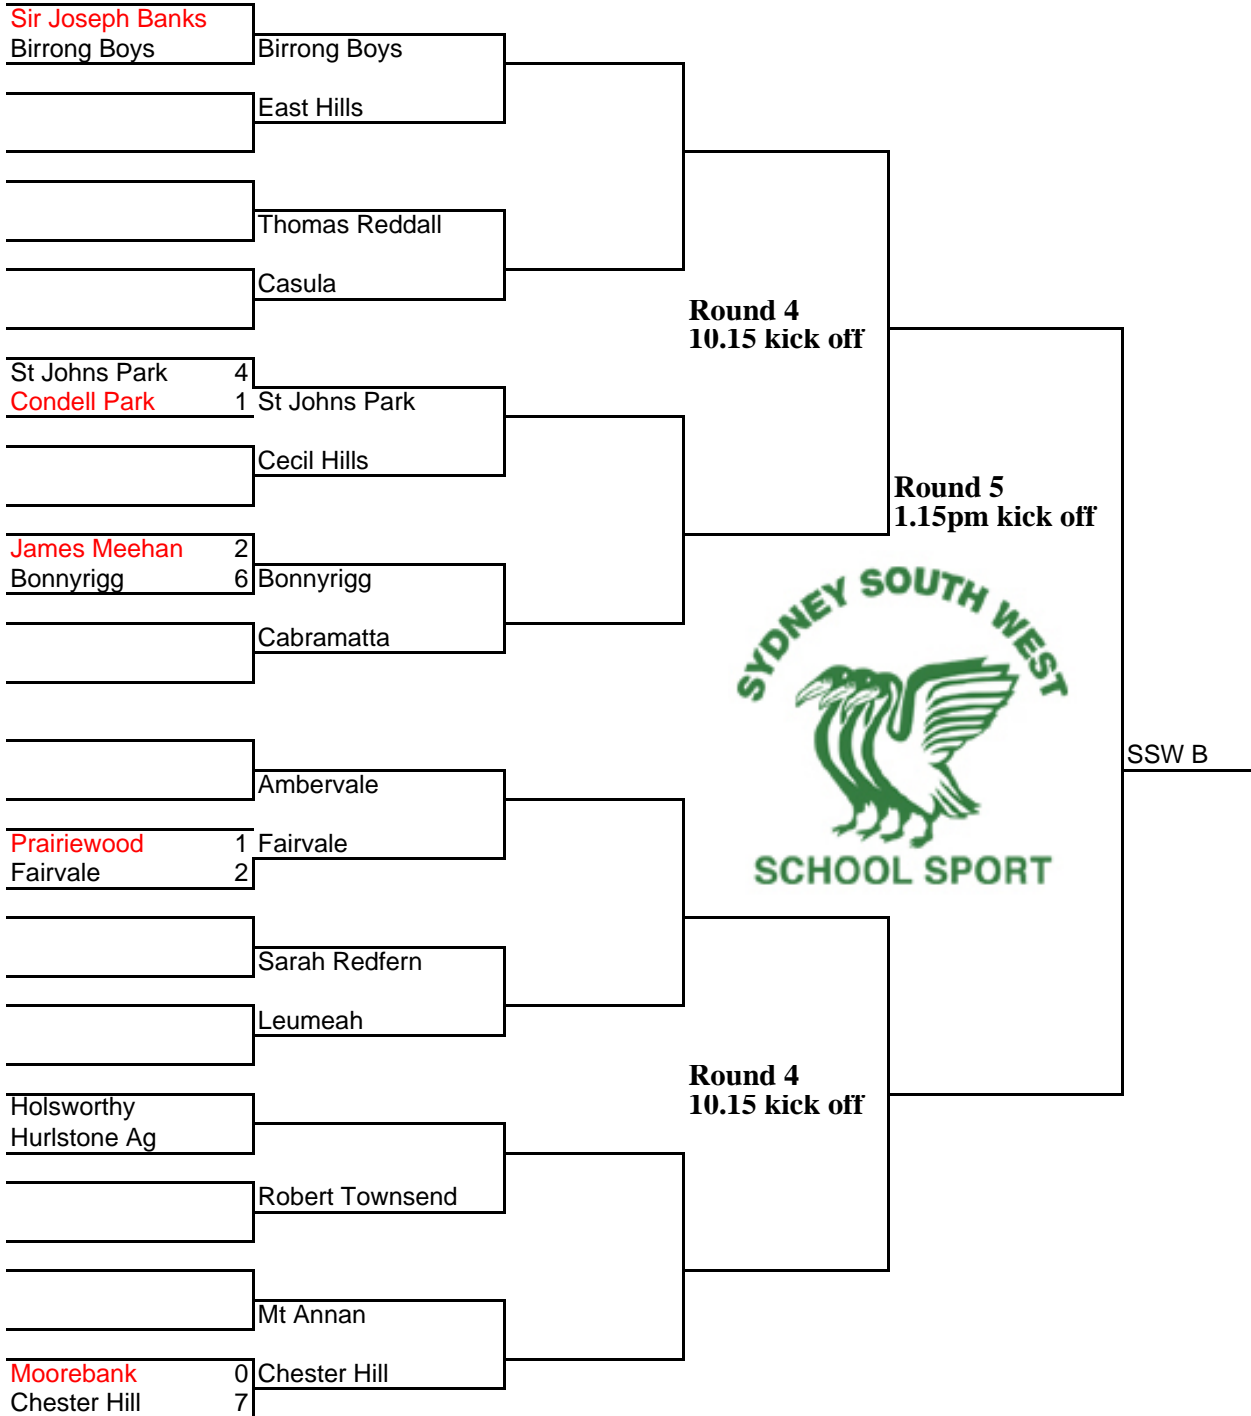 Sir Joseph Banks
Birrong Boys
Birrong Boys
East Hills
Thomas Reddall
Casula
Round 4
10.15 kick off
St Johns Park 4
Condell Park 1
St Johns Park
Cecil Hills
Round 5
1.15pm kick off
James Meehan 2
Bonnyrigg 6
Bonnyrigg
Cabramatta
SYDNEY SOUTH WEST
SCHOOL SPORT
SSW B
Ambervale
Prairiewood 1
Fairvale 2
Fairvale
Sarah Redfern
Leumeah
Round 4
10.15 kick off
Holsworthy
Hurlstone Ag
Robert Townsend
Mt Annan
Moorebank 0
Chester Hill 7
Chester Hill